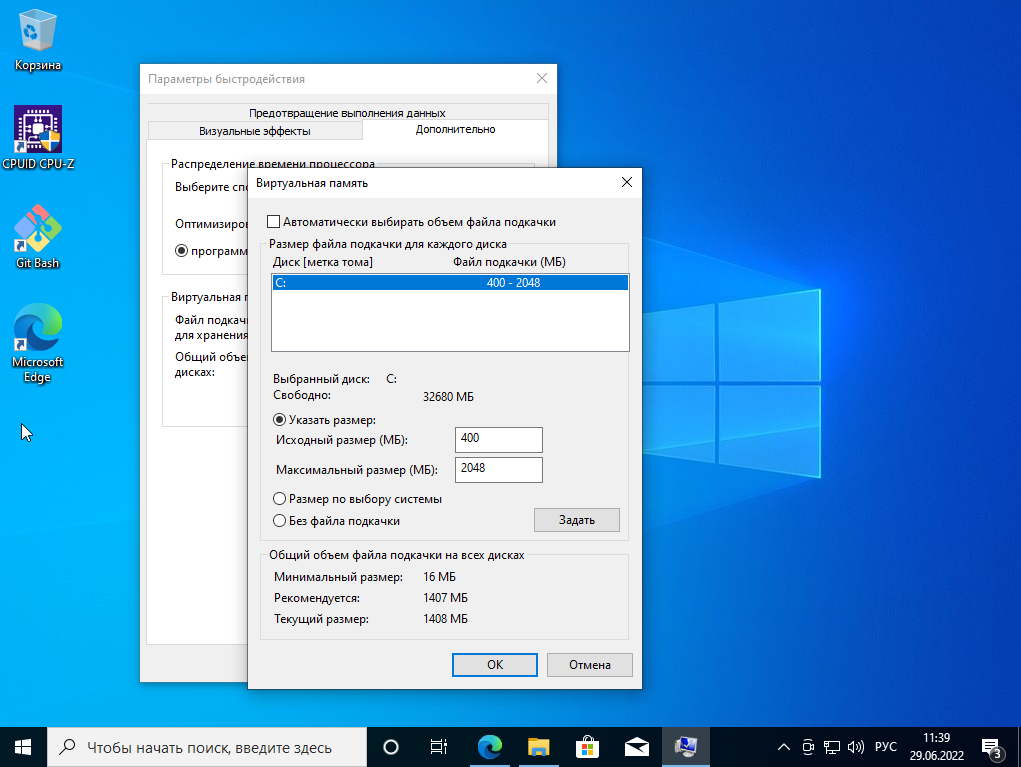 Корзина
CPUID CPU-Z
Git Bash
Microsoft
Edge
Параметры быстродействия
Предотвращение выполнения данных
Визуальные эффекты
Дополнительно
Распределение времени процессора
Выберите
Оптимизиров
программ
Виртуальная
Файл подкач
для хранения
Общий объе
дисках:
Виртуальная память
Автоматически выбирать объем файла подкачки
Размер файла подкачки для каждого диска
Диск [метка тома] Файл подкачки (МБ)
C: 400 - 2048
Выбранный диск: C:
Свободно: 32680 МБ
Указать размер:
Исходный размер (МБ): 400
Максимальный размер (МБ): 2048
Размер по выбору системы
Без файла подкачки
Задать
Общий объем файла подкачки на всех дисках
Минимальный размер: 16 МБ
Рекомендуется: 1407 МБ
Текущий размер: 1408 МБ
ОК
Отмена
Чтобы начать поиск, введите здесь
РУС
11:39
29.06.2022
3